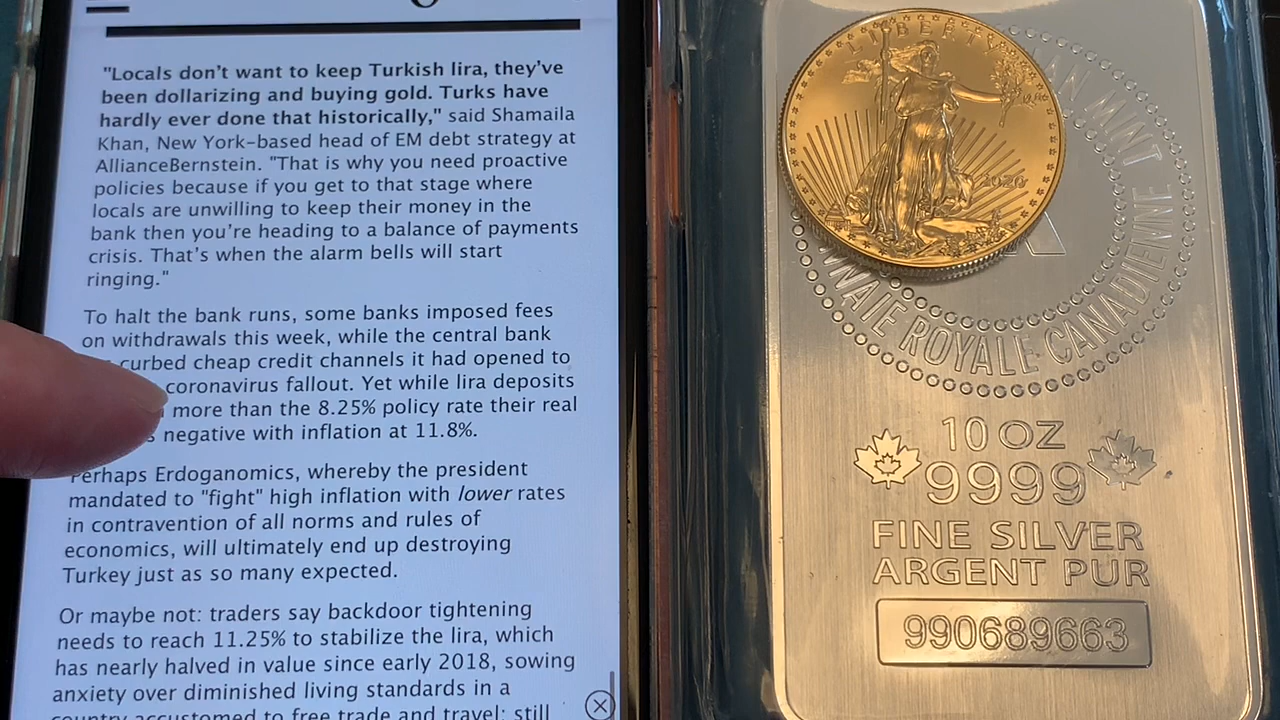 "Locals don't want to keep Turkish lira, they've
been dollarizing and buying gold. Turks have
hardly ever done that historically," said Shamaila
Khan, New York-based head of EM debt strategy at
AllianceBernstein. "That is why you need proactive
policies because if you get to that stage where
locals are unwilling to keep their money in the
bank then you're heading to a balance of payments
crisis. That's when the alarm bells will start
ringing."
To halt the bank runs, some banks imposed fees
on withdrawals this week, while the central bank
curbed cheap credit channels it had opened to
coronavirus fallout. Yet while lira deposits
more than the 8.25% policy rate their real
negative with inflation at 11.8%.
Perhaps Erdoganomics, whereby the president
mandated to "fight" high inflation with lower rates
in contravention of all norms and rules of
economics, will ultimately end up destroying
Turkey just as so many expected.
Or maybe not: traders say backdoor tightening
needs to reach 11.25% to stabilize the lira, which
has nearly halved in value since early 2018, sowing
anxiety over diminished living standards in a
country accustomed to free trade and travel; still
LIBERTY
2020
MINT
ROYALE CANADIENNE
10 OZ
9999
FINE SILVER
ARGENT PUR
990689663